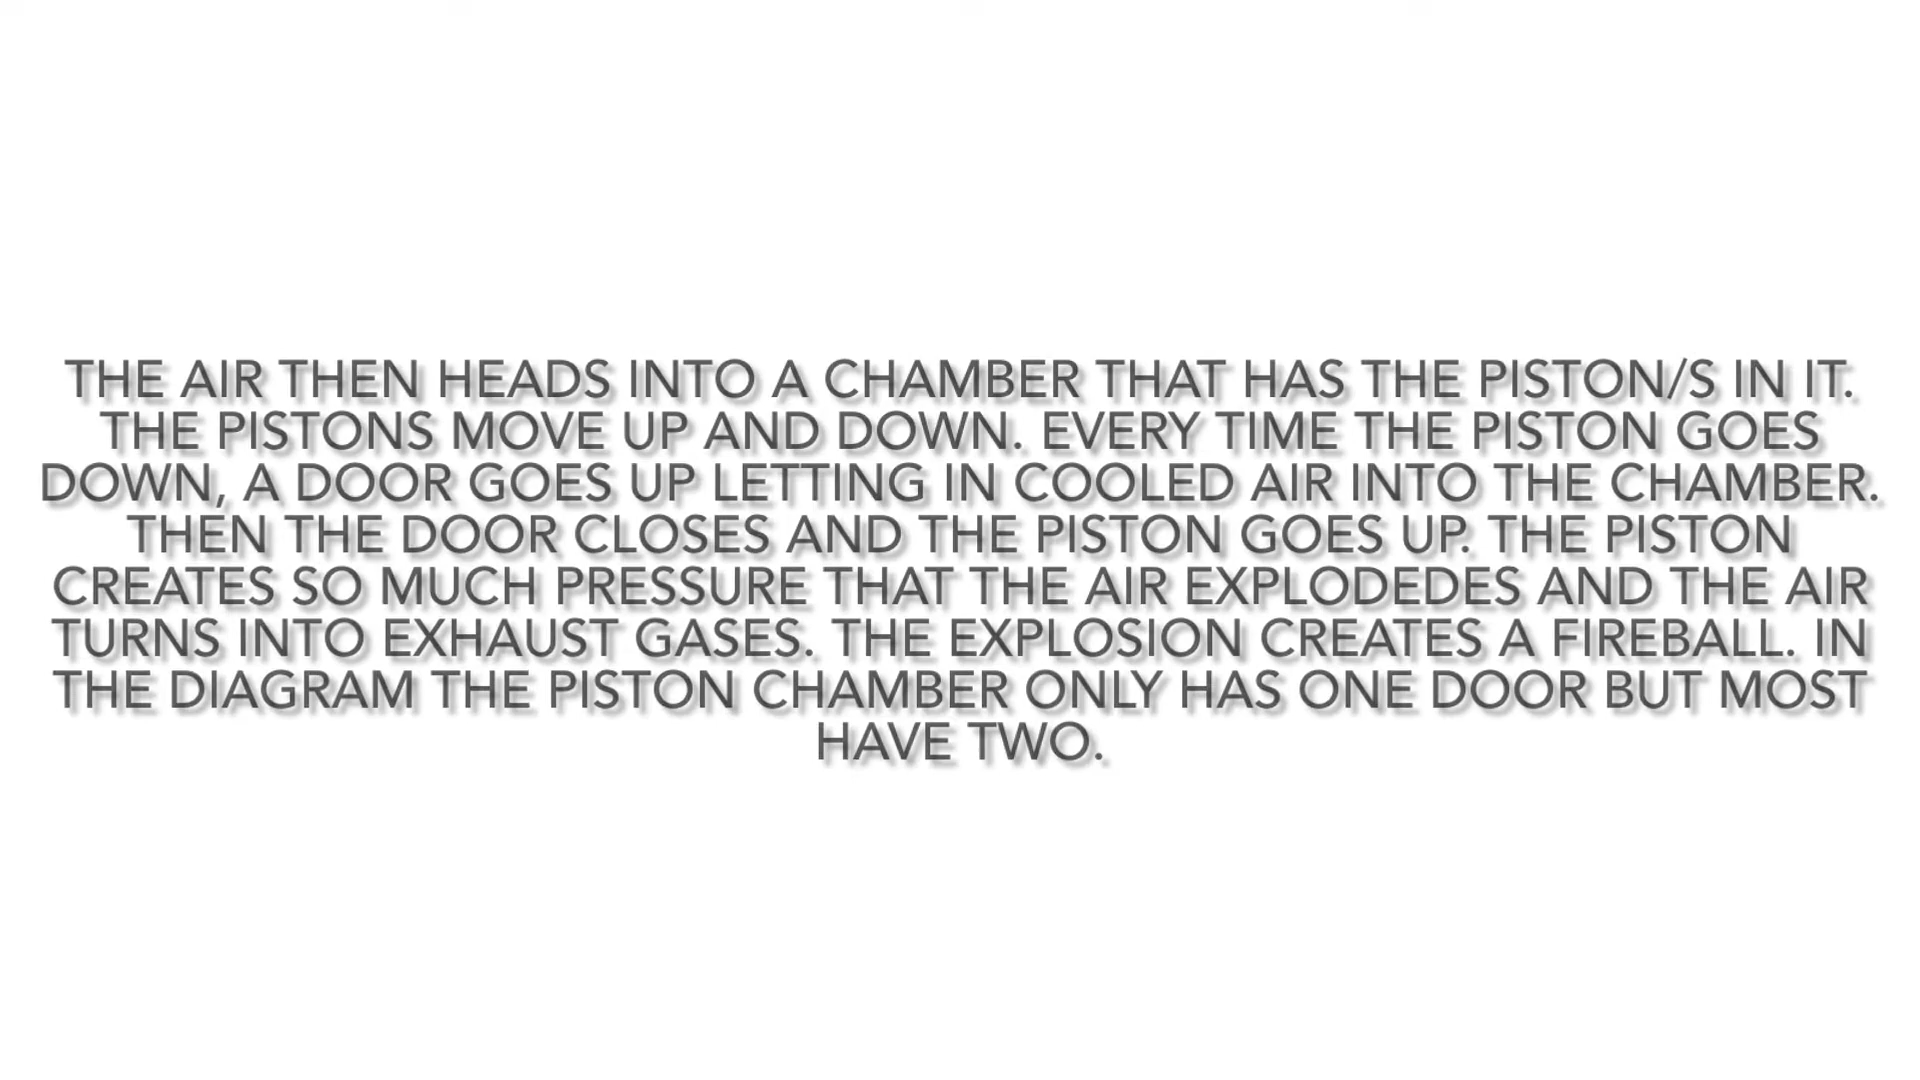 THE AIR THEN HEADS INTO A CHAMBER THAT HAS THE PISTON/S IN IT.
THE PISTONS MOVE UP AND DOWN. EVERY TIME THE PISTON GOES
DOWN, A DOOR GOES UP LETTING IN COOLED AIR INTO THE CHAMBER.
THEN THE DOOR CLOSES AND THE PISTON GOES UP. THE PISTON
CREATES SO MUCH PRESSURE THAT THE AIR EXPLODEDES AND THE AIR
TURNS INTO EXHAUST GASES. THE EXPLOSION CREATES A FIREBALL. IN
THE DIAGRAM THE PISTON CHAMBER ONLY HAS ONE DOOR BUT MOST
HAVE TWO.